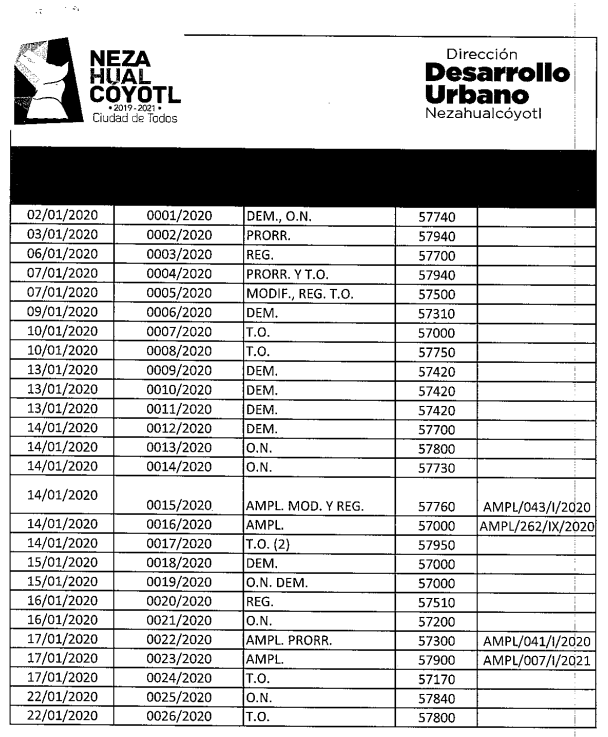 NEZA
HUAL
CÓYOTL
• 2019 - 2021 •
Ciudad de Todos
Dirección
Desarrollo
Urbano
Nezahualcóyotl
02/01/2020 0001/2020 DEM., O.N. 57740
03/01/2020 0002/2020 PRORR. 57940
06/01/2020 0003/2020 REG. 57700
07/01/2020 0004/2020 PRORR. Y T.O. 57940
07/01/2020 0005/2020 MODIF., REG. T.O. 57500
09/01/2020 0006/2020 DEM. 57310
10/01/2020 0007/2020 T.O. 57000
10/01/2020 0008/2020 T.O. 57750
13/01/2020 0009/2020 DEM. 57420
13/01/2020 0010/2020 DEM. 57420
13/01/2020 0011/2020 DEM. 57420
14/01/2020 0012/2020 DEM. 57700
14/01/2020 0013/2020 O.N. 57800
14/01/2020 0014/2020 O.N. 57730
14/01/2020 0015/2020 AMPL. MOD. Y REG. 57760 AMPL/043/I/2020
14/01/2020 0016/2020 AMPL. 57000 AMPL/262/IX/2020
14/01/2020 0017/2020 T.O. (2) 57950
15/01/2020 0018/2020 DEM. 57000
15/01/2020 0019/2020 O.N. DEM. 57000
16/01/2020 0020/2020 REG. 57510
16/01/2020 0021/2020 O.N. 57200
17/01/2020 0022/2020 AMPL. PRORR. 57300 AMPL/041/I/2020
17/01/2020 0023/2020 AMPL. 57900 AMPL/007/I/2021
17/01/2020 0024/2020 T.O. 57170
22/01/2020 0025/2020 O.N. 57840
22/01/2020 0026/2020 T.O. 57800